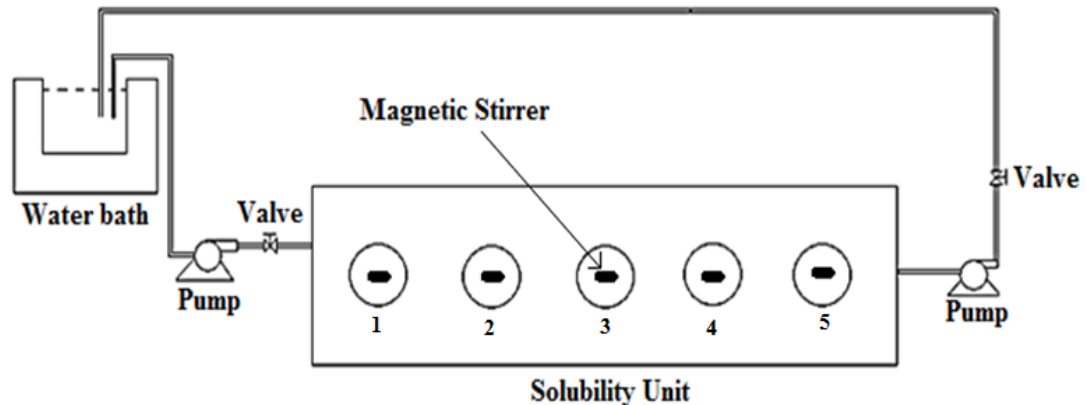 Magnetic Stirrer
Valve
Water bath
Valve
Pump
Pump
1 2 3 4 5
Solubility Unit